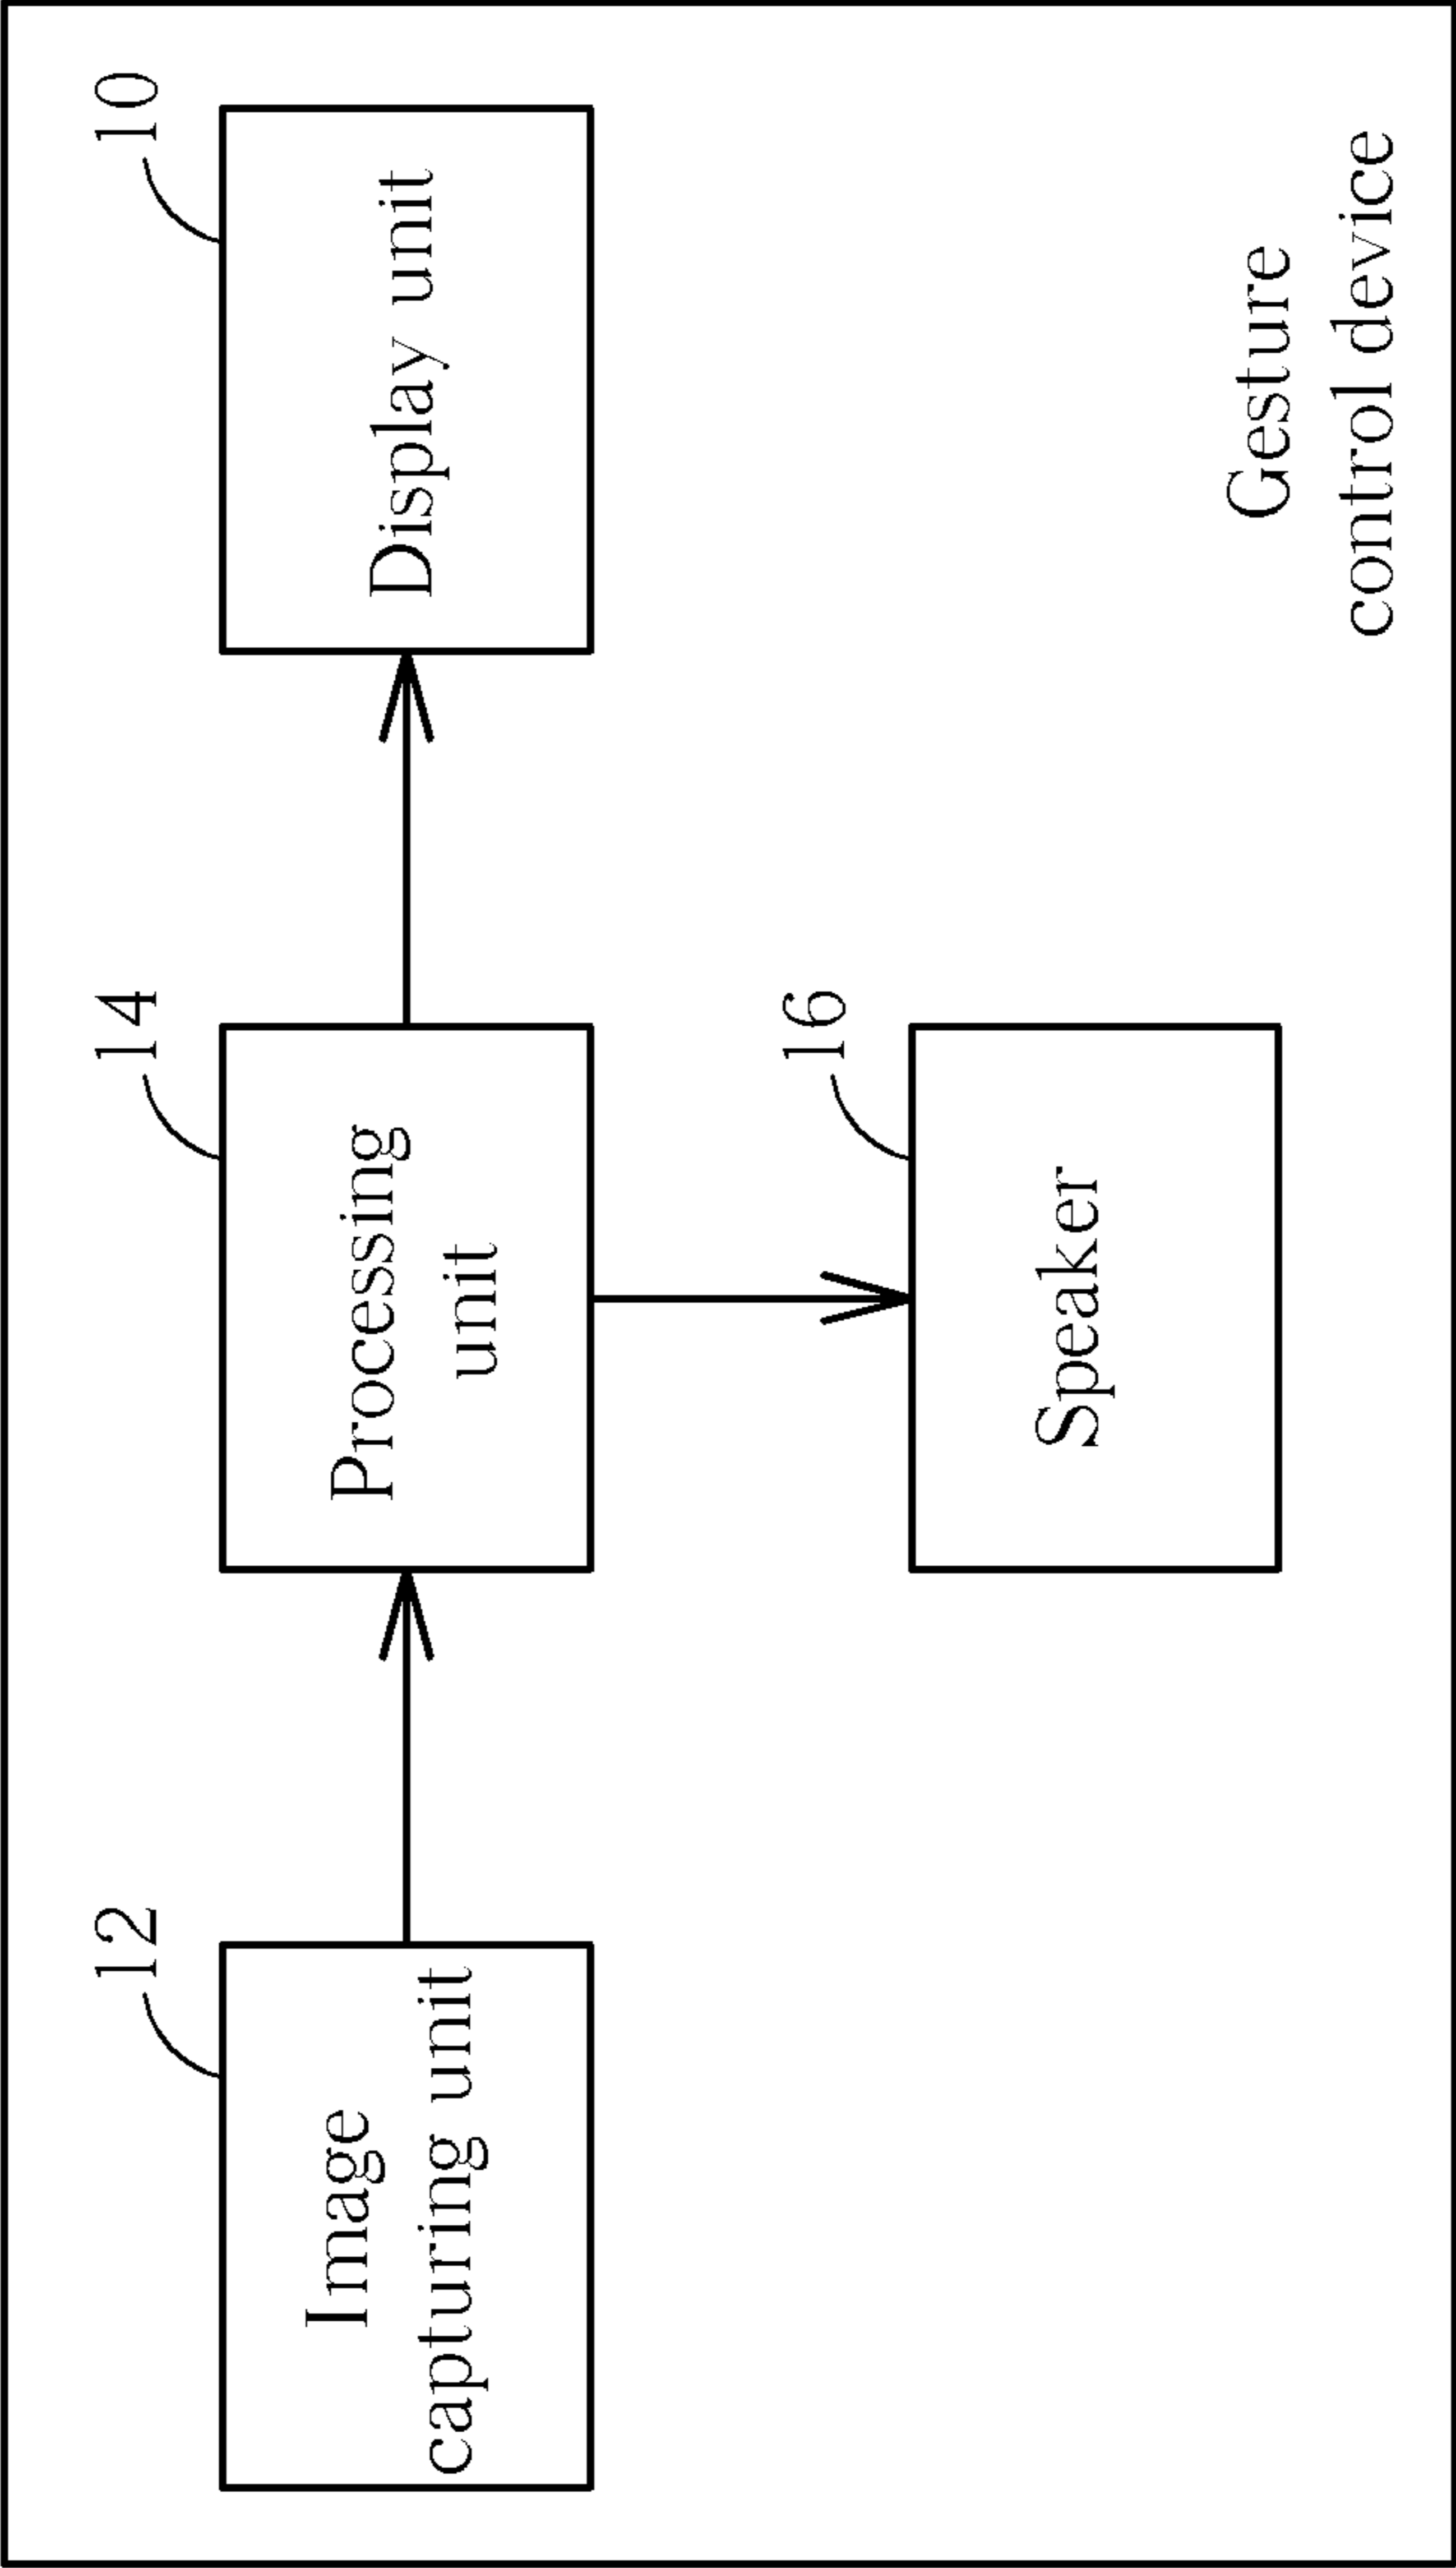 12
14
10
Image
capturing unit
Processing
unit
Display unit
16
Speaker
Gesture
control device